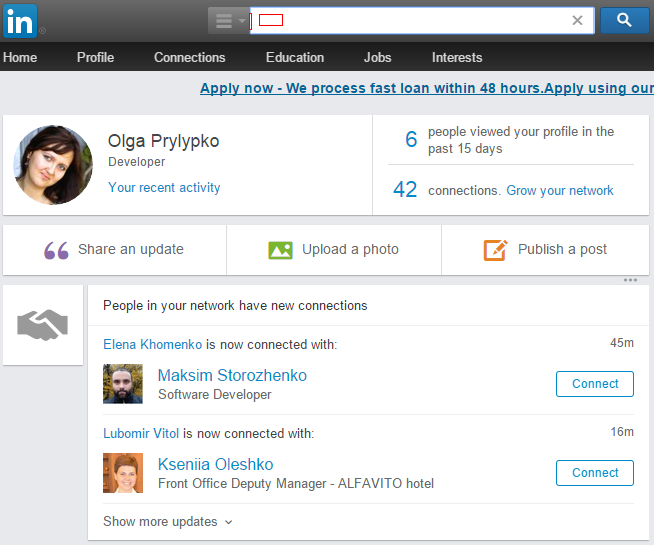 in
Home Profile Connections Education Jobs Interests
Apply now - We process fast loan within 48 hours.Apply using our
Olga Prylypko
Developer
Your recent activity
6 people viewed your profile in the
past 15 days
42 connections. Grow your network
Share an update Upload a photo Publish a post
People in your network have new connections
Elena Khomenko is now connected with: 45m
Maksim Storozhenko
Software Developer
Connect
Lubomir Vitol is now connected with: 16m
Kseniia Oleshko
Front Office Deputy Manager - ALFAVITO hotel
Connect
Show more updates